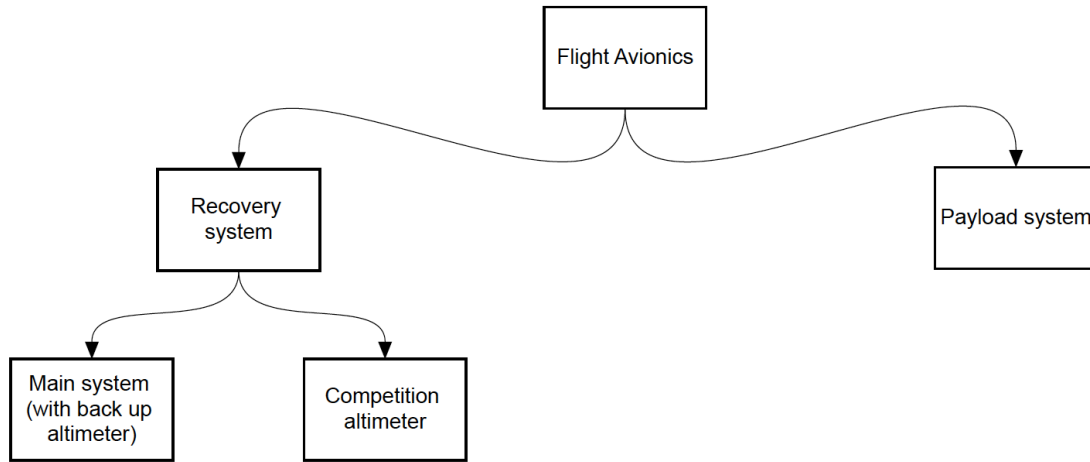 Flight Avionics
Recovery
system
Payload system
Main system
(with back up
altimeter)
Competition
altimeter